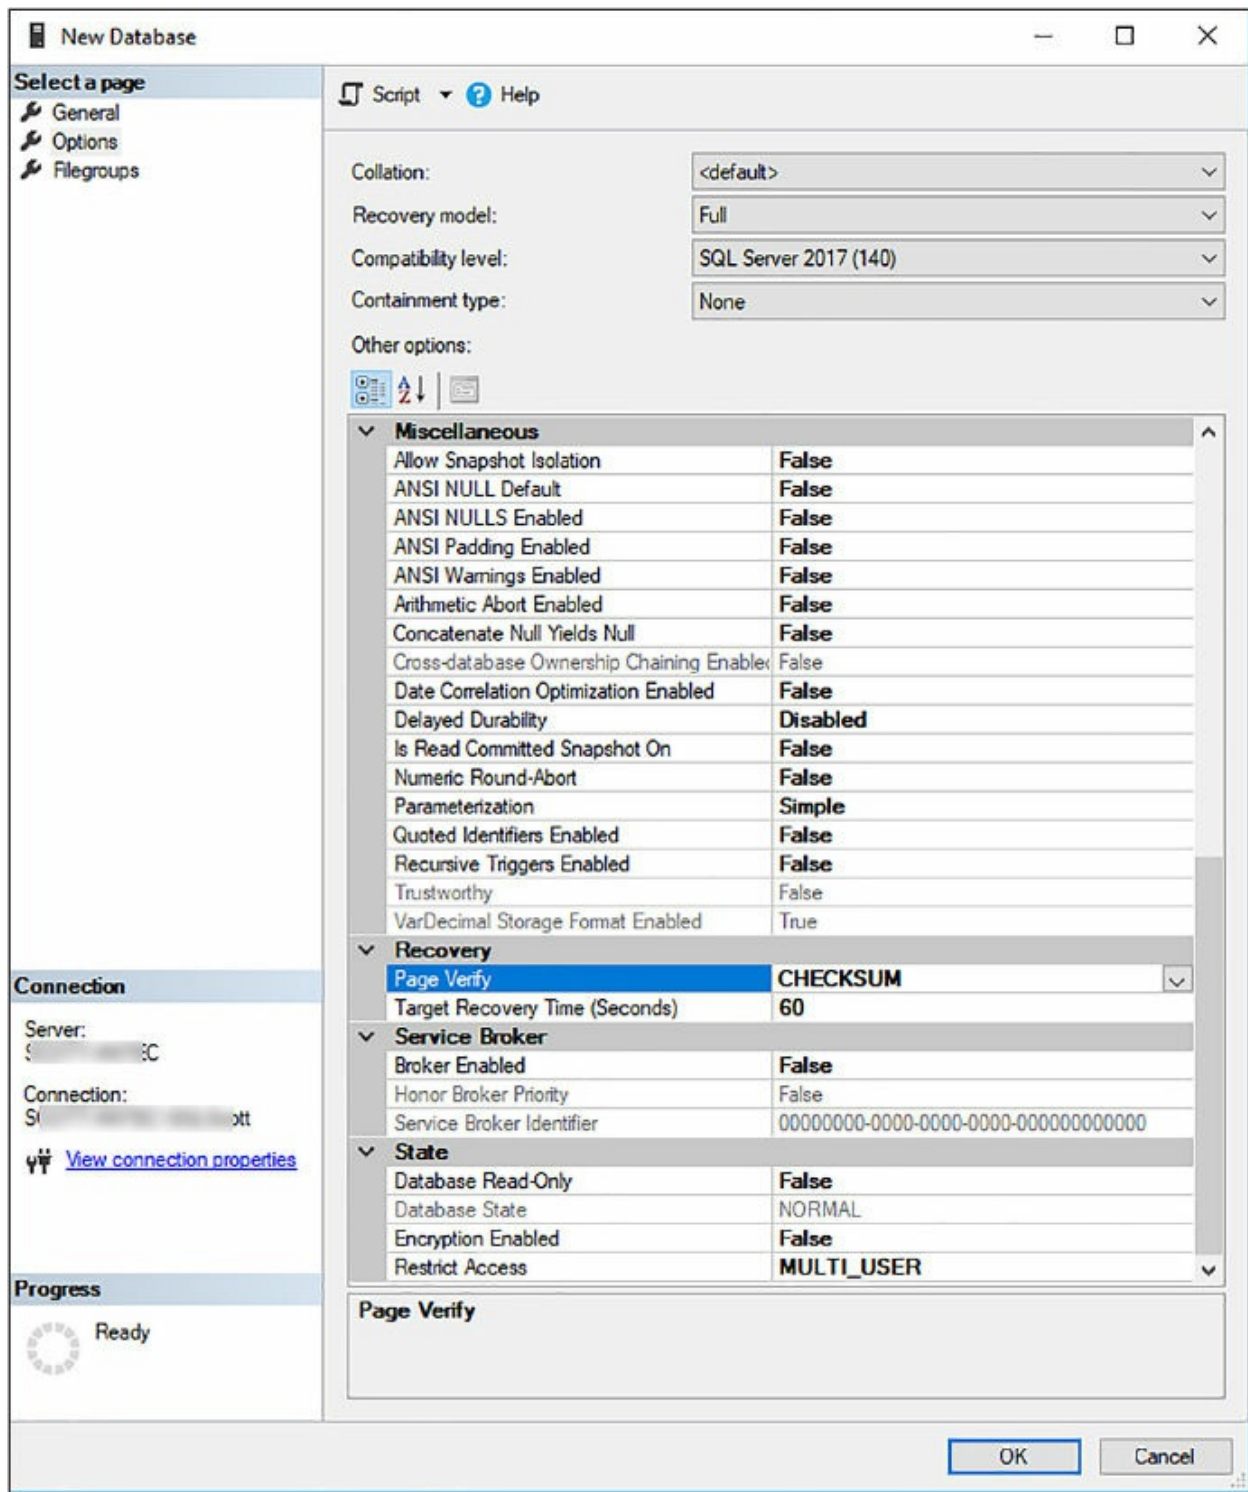 New Database
Select a page
General
Options
Filegroups
Script
Help
Collation: <default>
Recovery model: Full
Compatibility level: SQL Server 2017 (140)
Containment type: None
Other options:
Miscellaneous
Allow Snapshot Isolation False
ANSI NULL Default False
ANSI NULLS Enabled False
ANSI Padding Enabled False
ANSI Warnings Enabled False
Arithmetic Abort Enabled False
Concatenate Null Yields Null False
Cross-database Ownership Chaining Enabled False
Date Correlation Optimization Enabled False
Delayed Durability Disabled
Is Read Committed Snapshot On False
Numeric Round-Abort False
Parameterization Simple
Quoted Identifiers Enabled False
Recursive Triggers Enabled False
Trustworthy False
VarDecimal Storage Format Enabled True
Recovery
Page Verify CHECKSUM
Target Recovery Time (Seconds) 60
Service Broker
Broker Enabled False
Honor Broker Priority False
Service Broker Identifier 00000000-0000-0000-0000-000000000000
State
Database Read-Only False
Database State NORMAL
Encryption Enabled False
Restrict Access MULTI_USER
Page Verify
Connection
Server:
Connection:
View connection properties
Progress
Ready
OK
Cancel